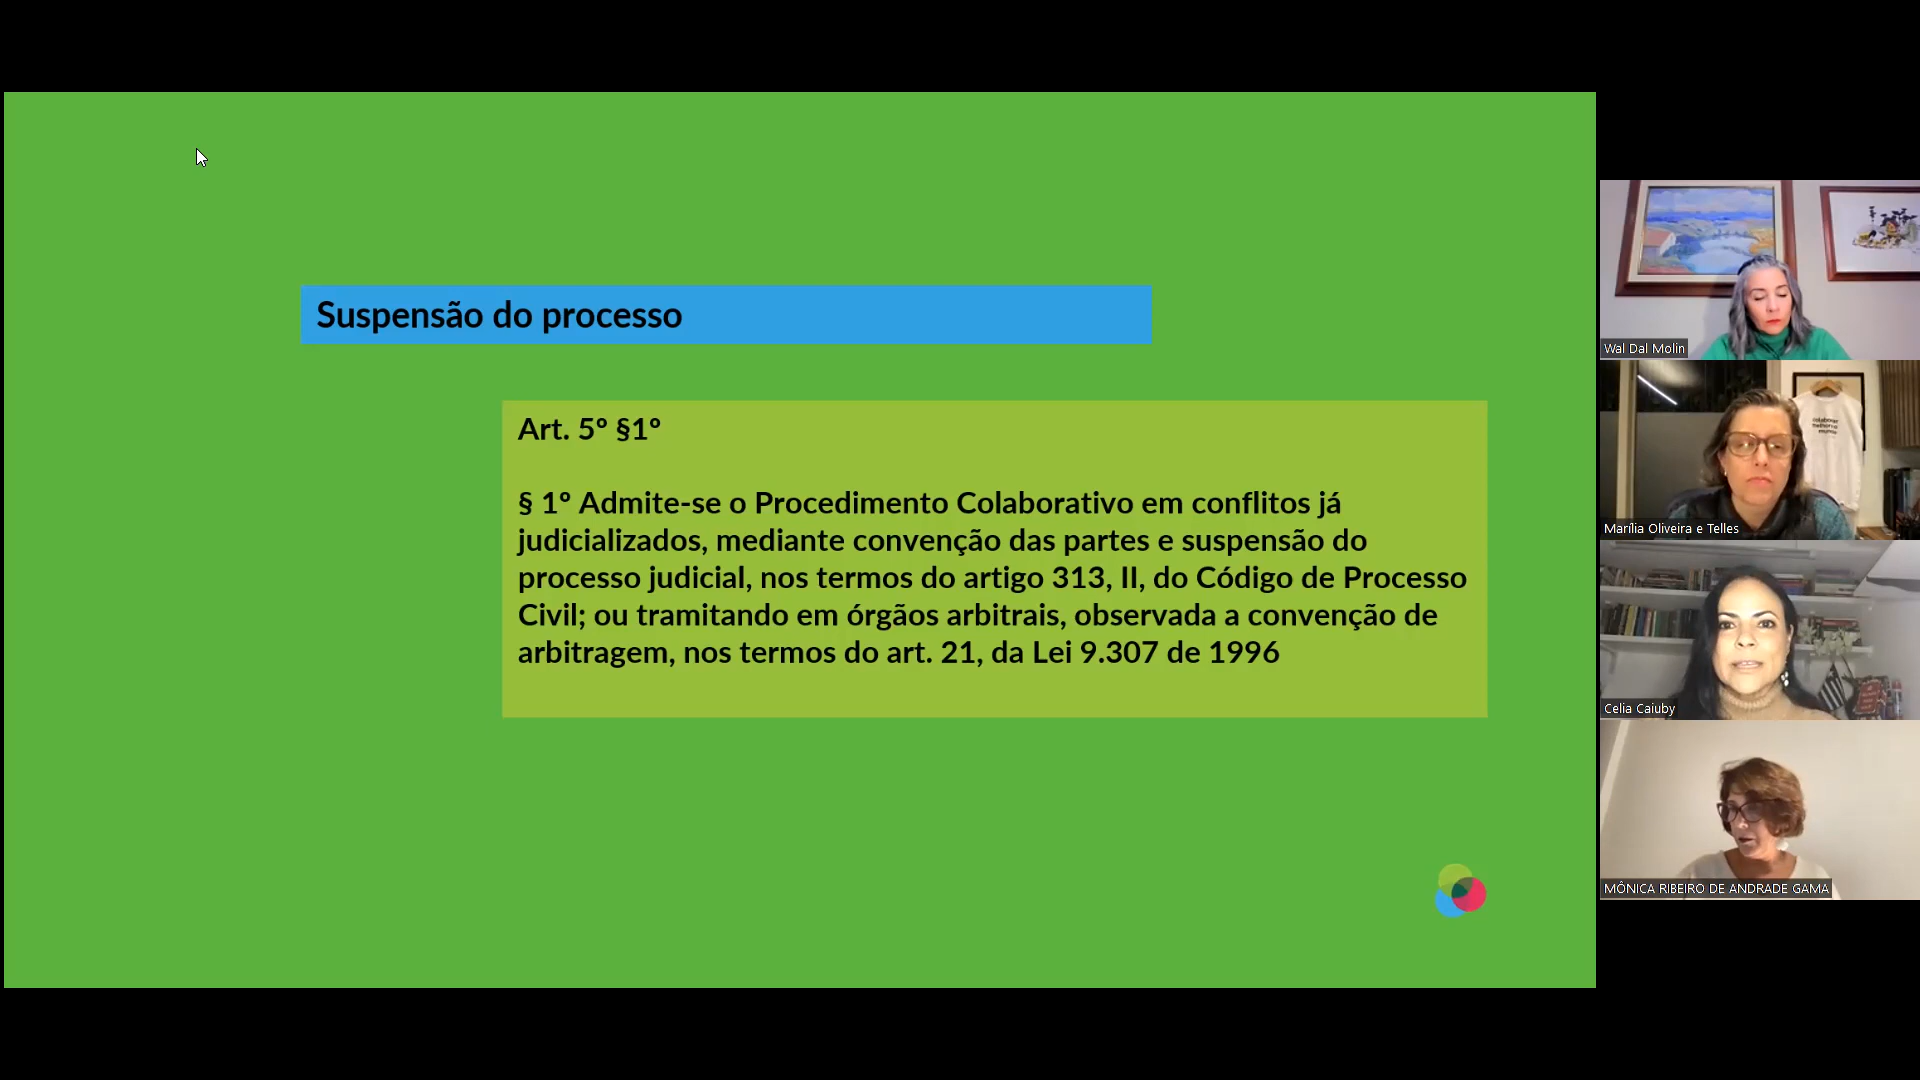 Suspensão do processo
Art. 5º §1º
§ 1º Admite-se o Procedimento Colaborativo em conflitos já
judicializados, mediante convenção das partes e suspensão do
processo judicial, nos termos do artigo 313, II, do Código de Processo
Civil; ou tramitando em órgãos arbitrais, observada a convenção de
arbitragem, nos termos do art. 21, da Lei 9.307 de 1996
Wal Dal Molin
colaborar
melhora o
mundo
Marília Oliveira e Telles
Celia Caiuby
MÔNICA RIBEIRO DE ANDRADE GAMA